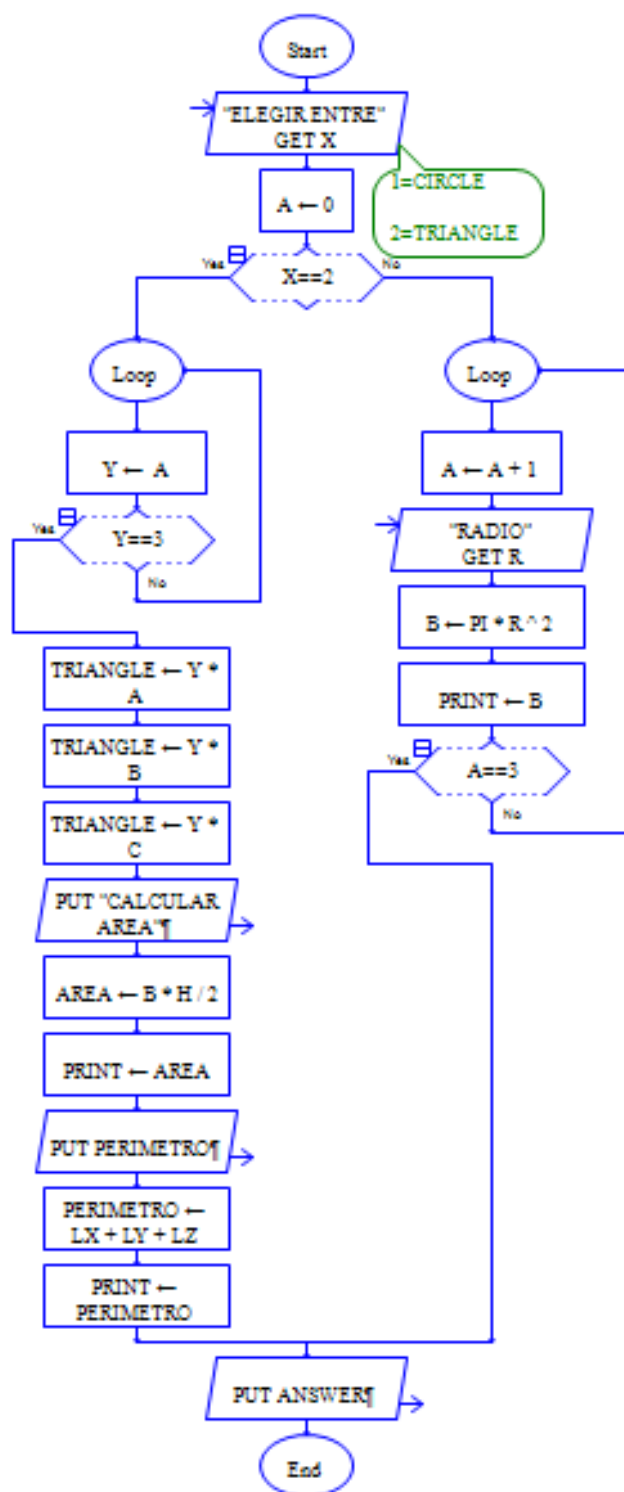 Start
"ELEGIR ENTRE"
GET X
1=CIRCLE
2=TRIANGLE
A ← 0
Yes
X==2
No
Loop
Y ← A
Yes
Y==3
No
TRIANGLE ← Y *
A
TRIANGLE ← Y *
B
TRIANGLE ← Y *
C
PUT "CALCULAR
AREA"¶
AREA ← B * H / 2
PRINT ← AREA
PUT PERIMETRO¶
PERIMETRO ←
LX + LY + LZ
PRINT ←
PERIMETRO
Loop
A ← A + 1
"RADIO"
GET R
B ← PI * R ^ 2
PRINT ← B
Yes
A==3
No
PUT ANSWER¶
End